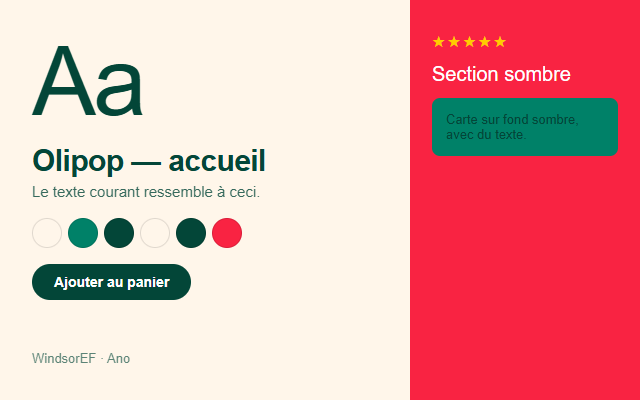 Aa
Olipop — accueil
Le texte courant ressemble à ceci.
Ajouter au panier
WindsorEF · Ano
Section sombre
Carte sur fond sombre,
avec du texte.